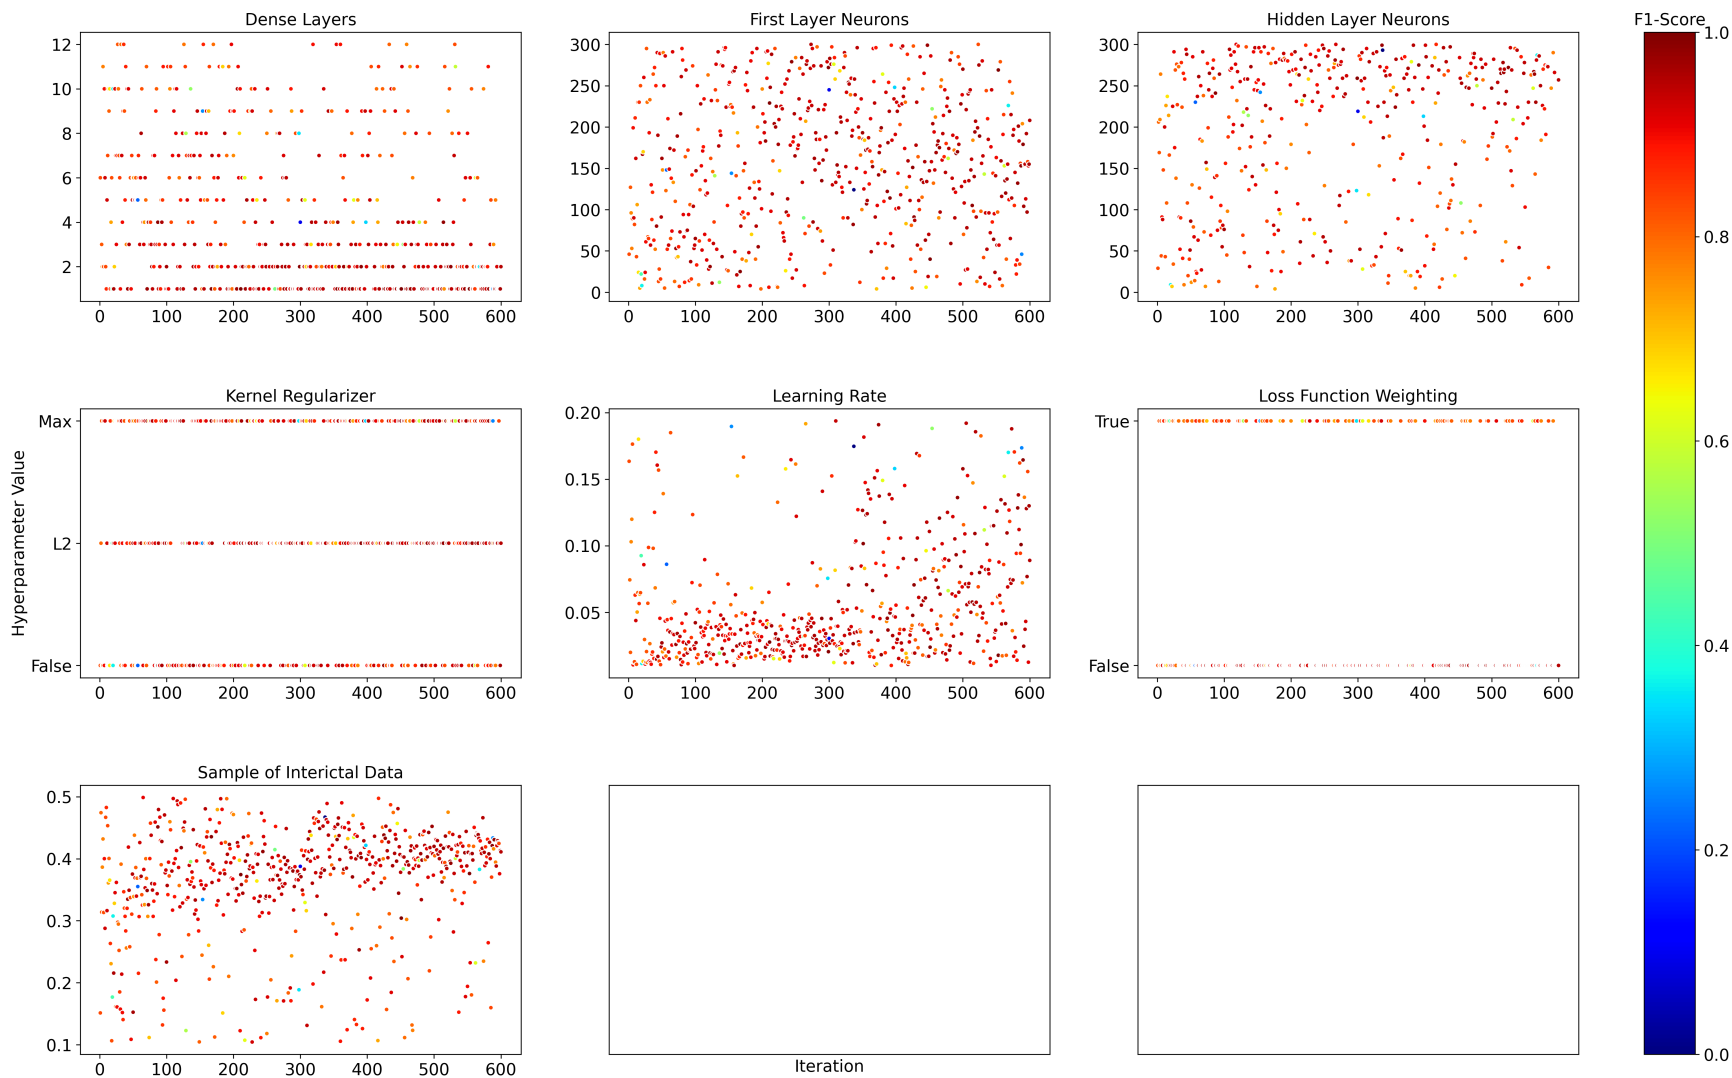 Dense Layers
First Layer Neurons
Hidden Layer Neurons
F1-Score
12
10
8
6
4
2
0 100 200 300 400 500 600
300
250
200
150
100
50
0
0 100 200 300 400 500 600
300
250
200
150
100
50
0
0 100 200 300 400 500 600
1.0
0.8
0.6
0.4
0.2
0.0
Hyperparameter Value
Kernel Regularizer
Max
L2
False
0 100 200 300 400 500 600
Learning Rate
0.20
0.15
0.10
0.05
0 100 200 300 400 500 600
Loss Function Weighting
True
False
0 100 200 300 400 500 600
Sample of Interictal Data
0.5
0.4
0.3
0.2
0.1
0 100 200 300 400 500 600
Iteration